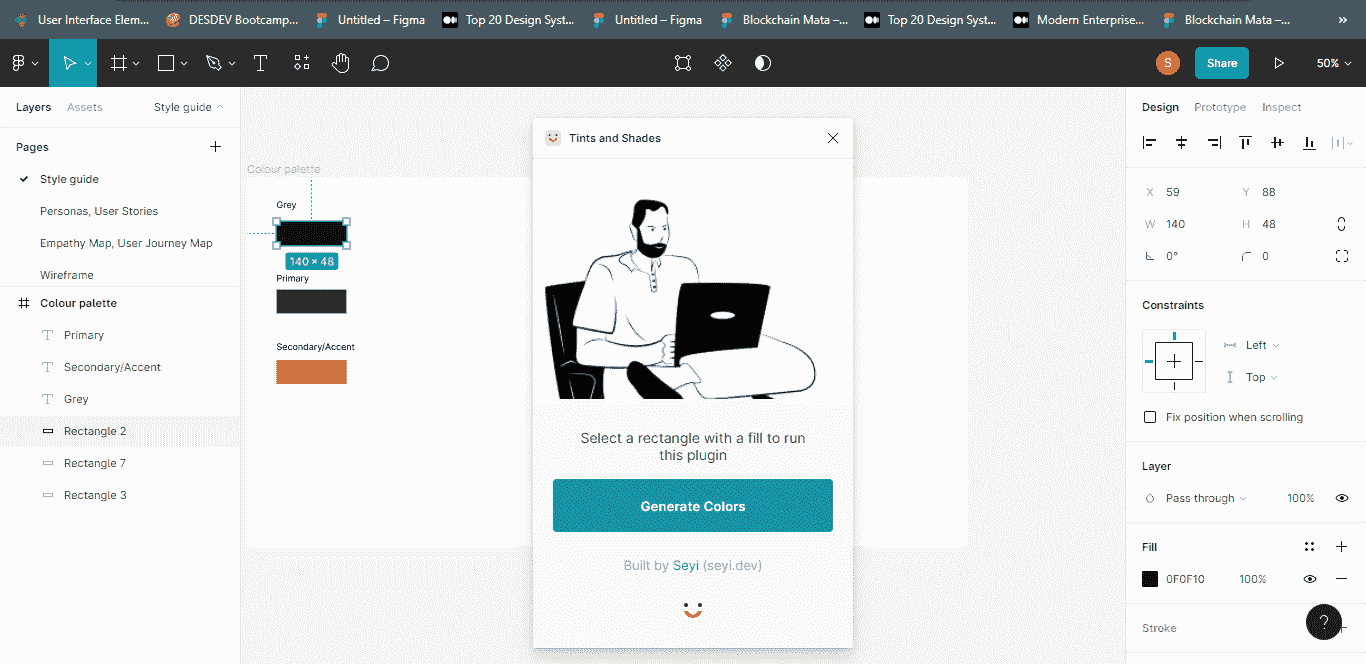 User Interface Elem...
DESDEV Bootcamp...
Untitled – Figma
Top 20 Design Syst...
Untitled – Figma
Blockchain Mata –...
Top 20 Design Syst...
Modern Enterprise...
Blockchain Mata –...
»
S
Share
50%
Layers
Assets
Style guide
Pages
Style guide
Personas, User Stories
Empathy Map, User Journey Map
Wireframe
Colour palette
Primary
Secondary/Accent
Grey
Rectangle 2
Rectangle 7
Rectangle 3
Colour palette
Grey
140 × 48
Primary
Secondary/Accent
Tints and Shades
Select a rectangle with a fill to run
this plugin
Generate Colors
Built by Seyi (seyi.dev)
Design Prototype Inspect
X 59 Y 88
W 140 H 48
0° 0
Constraints
Left
Top
Fix position when scrolling
Layer
Pass through 100%
Fill
0F0F10 100%
Stroke
?